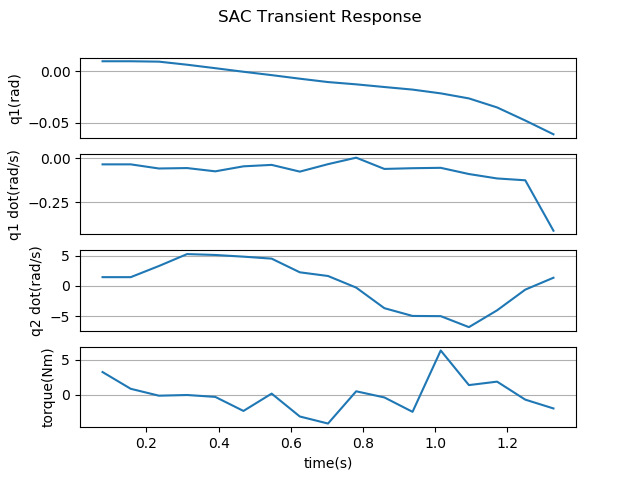 SAC Transient Response
q1(rad)
0.00
−0.05
q1 dot(rad/s)
0.00
−0.25
q2 dot(rad/s)
5
0
−5
torque(Nm)
5
0
0.2 0.4 0.6 0.8 1.0 1.2
time(s)